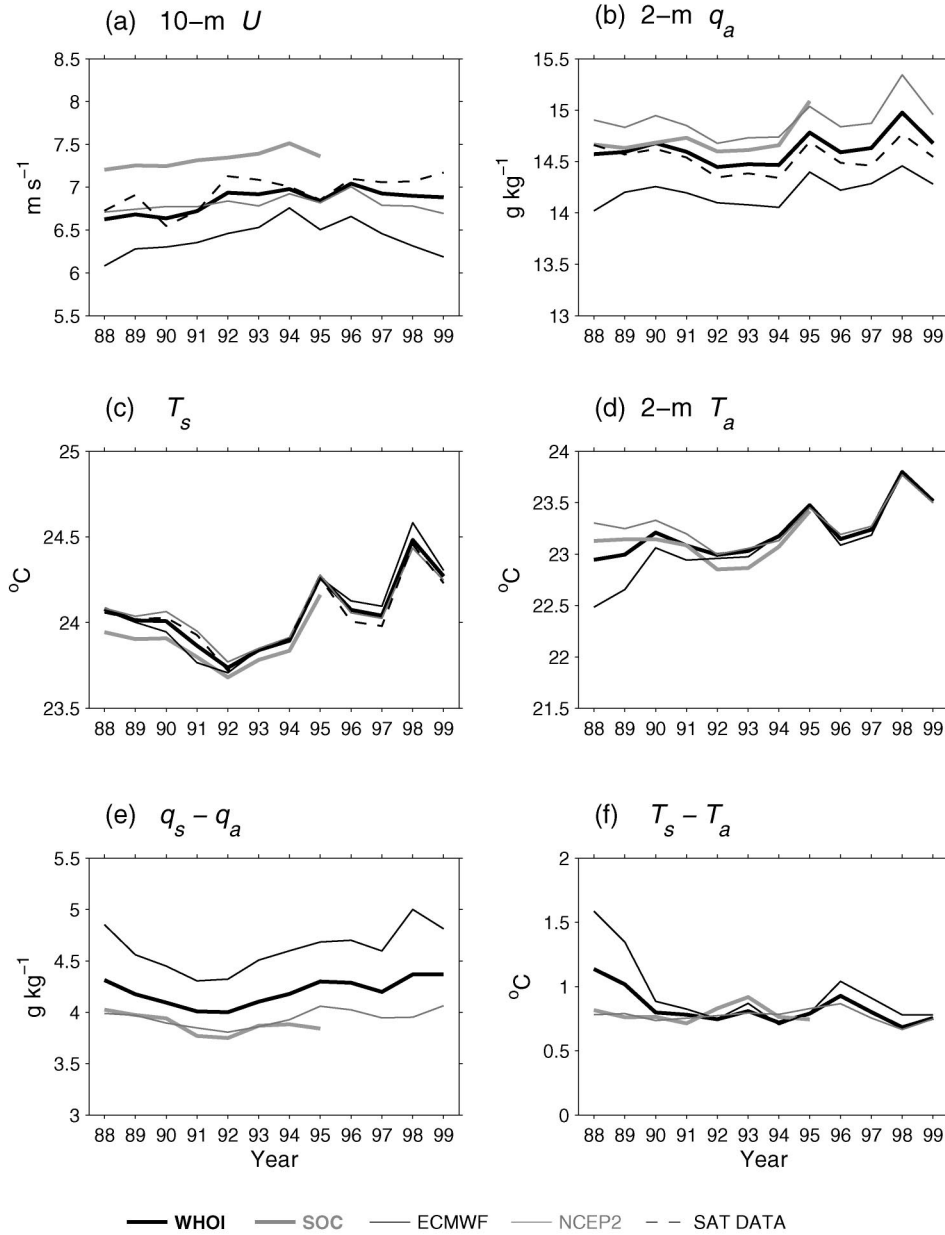 (a) 10–m U
8.5
8
7.5
7
6.5
6
5.5
m s⁻¹
88 89 90 91 92 93 94 95 96 97 98 99
(b) 2–m qₐ
15.5
15
14.5
14
13.5
13
g kg⁻¹
88 89 90 91 92 93 94 95 96 97 98 99
(c) Tₛ
25
24.5
24
23.5
°C
88 89 90 91 92 93 94 95 96 97 98 99
(d) 2–m Tₐ
24
23.5
23
22.5
22
21.5
°C
88 89 90 91 92 93 94 95 96 97 98 99
(e) qₛ – qₐ
5.5
5
4.5
4
3.5
3
g kg⁻¹
88 89 90 91 92 93 94 95 96 97 98 99
Year
(f) Tₛ – Tₐ
2
1.5
1
0.5
0
°C
88 89 90 91 92 93 94 95 96 97 98 99
Year
WHOI SOC ECMWF NCEP2 SAT DATA